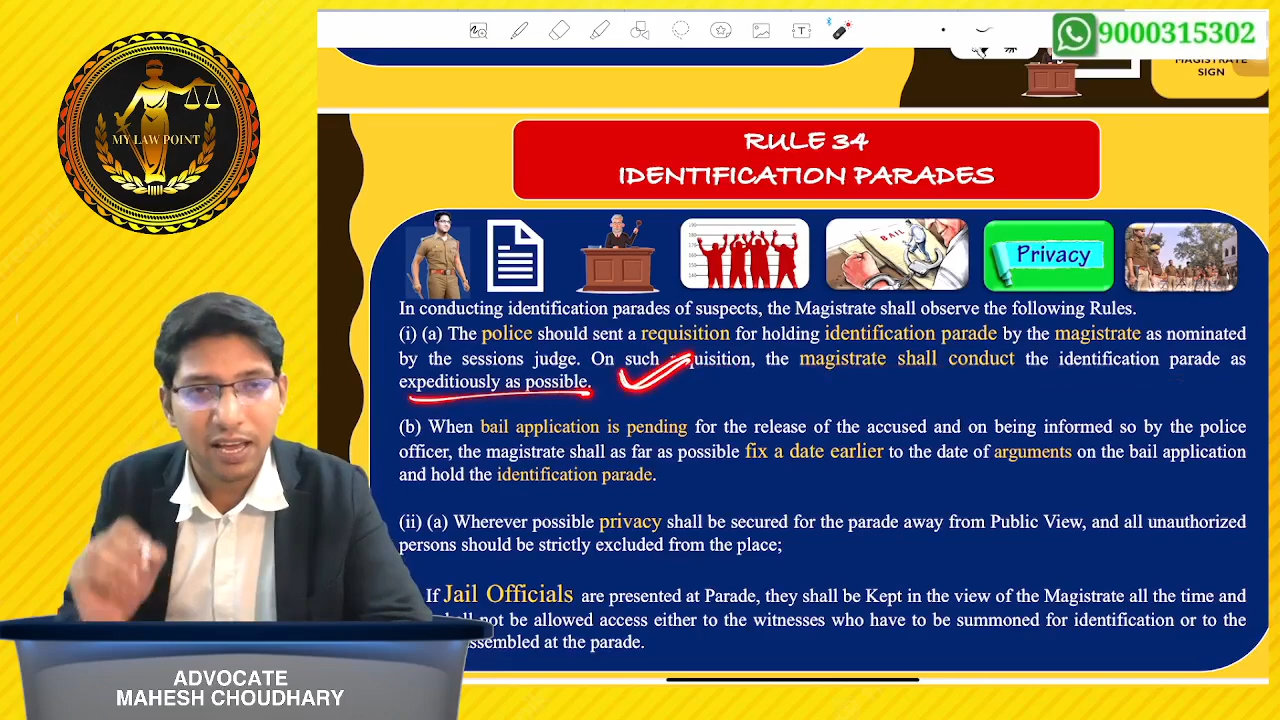 9000315302
MAGISTRATE
SIGN
MY LAW POINT
RULE 34
IDENTIFICATION PARADES
BAIL
Privacy
In conducting identification parades of suspects, the Magistrate shall observe the following Rules.
(i) (a) The police should sent a requisition for holding identification parade by the magistrate as nominated
by the sessions judge. On such requisition, the magistrate shall conduct the identification parade as
expeditiously as possible.
(b) When bail application is pending for the release of the accused and on being informed so by the police
officer, the magistrate shall as far as possible fix a date earlier to the date of arguments on the bail application
and hold the identification parade.
(ii) (a) Wherever possible privacy shall be secured for the parade away from Public View, and all unauthorized
persons should be strictly excluded from the place;
If Jail Officials are presented at Parade, they shall be Kept in the view of the Magistrate all the time and
not be allowed access either to the witnesses who have to be summoned for identification or to the
at the parade.
ADVOCATE
MAHESH CHOUDHARY